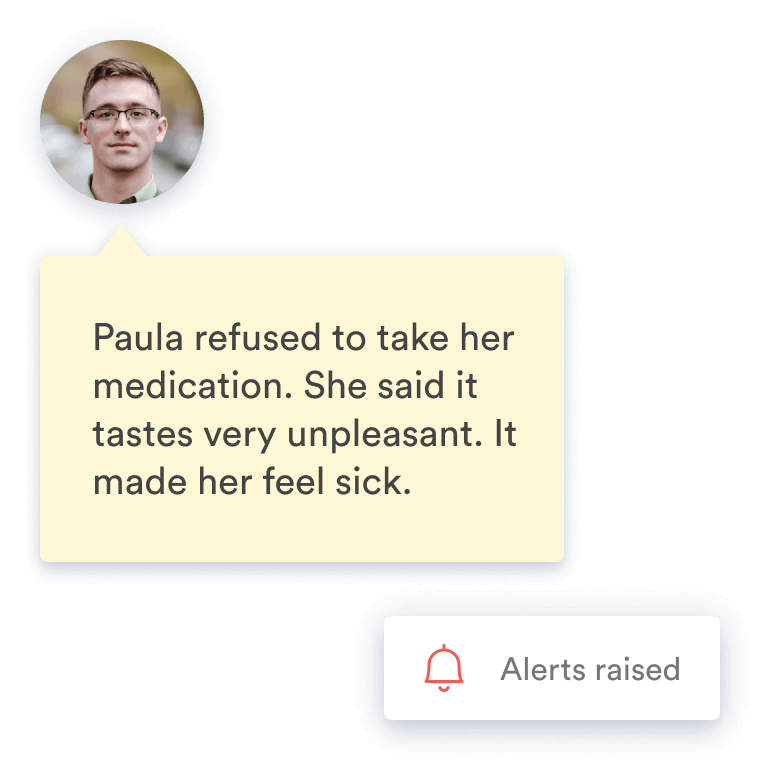 Paula refused to take her
medication. She said it
tastes very unpleasant. It
made her feel sick.
Alerts raised